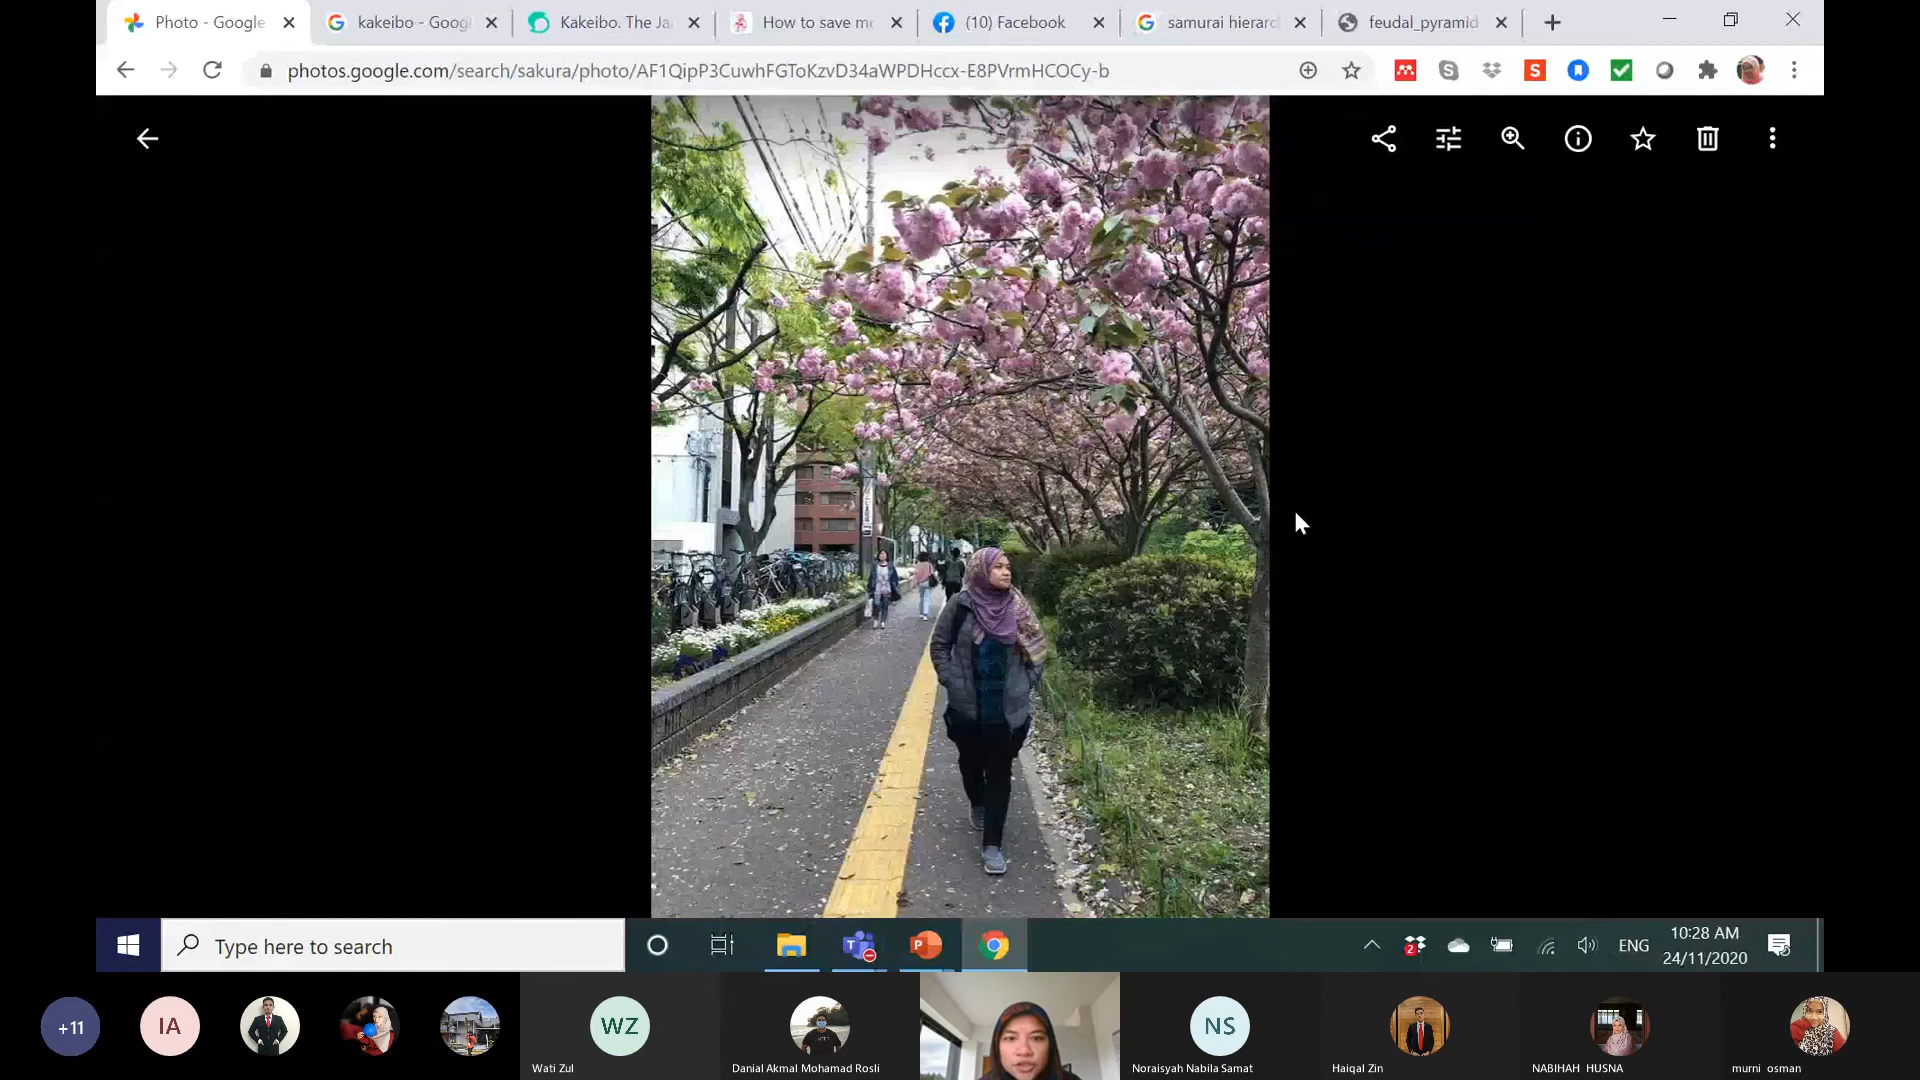 Photo - Google
kakeibo - Goog
Kakeibo. The Ja
How to save m
(10) Facebook
samurai hierarc
feudal_pyramid
photos.google.com/search/sakura/photo/AF1QipP3CuwhFGToKzvD34aWPDHccx-E8PVrmHCOCy-b
Type here to search
2
ENG
10:28 AM
24/11/2020
+11
IA
WZ
NS
Wati Zul
Danial Akmal Mohamad Rosli
Noraisyah Nabila Samat
Haiqal Zin
NABIHAH HUSNA
murni osman